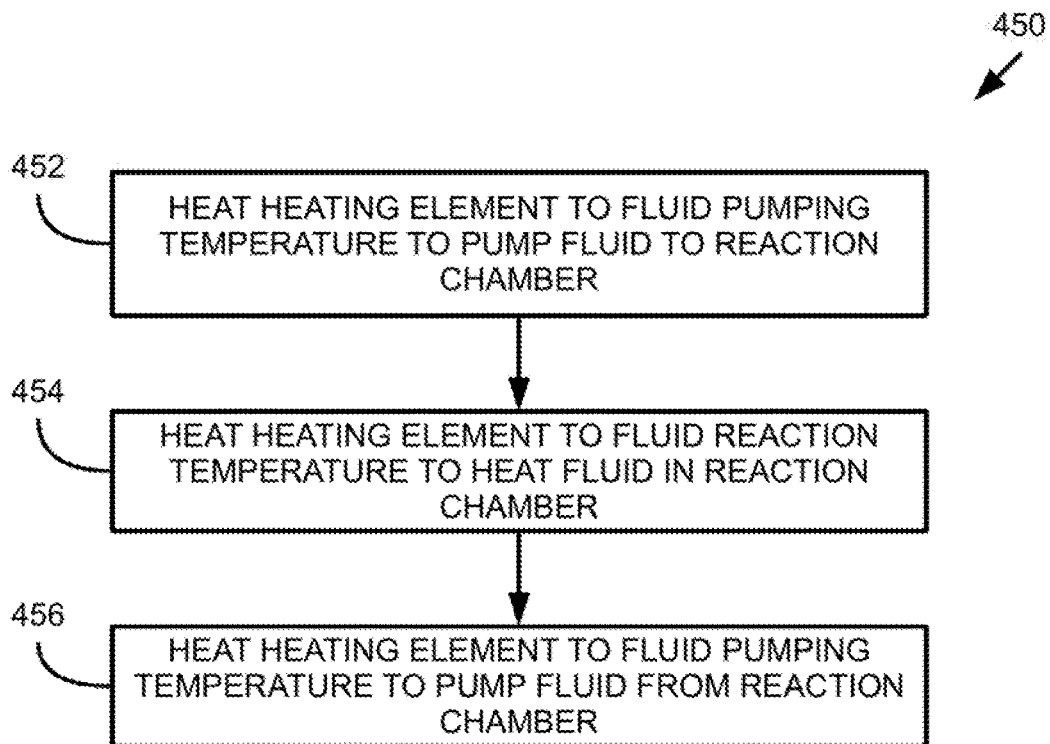 450
452
HEAT HEATING ELEMENT TO FLUID PUMPING
TEMPERATURE TO PUMP FLUID TO REACTION
CHAMBER
454
HEAT HEATING ELEMENT TO FLUID REACTION
TEMPERATURE TO HEAT FLUID IN REACTION
CHAMBER
456
HEAT HEATING ELEMENT TO FLUID PUMPING
TEMPERATURE TO PUMP FLUID FROM REACTION
CHAMBER